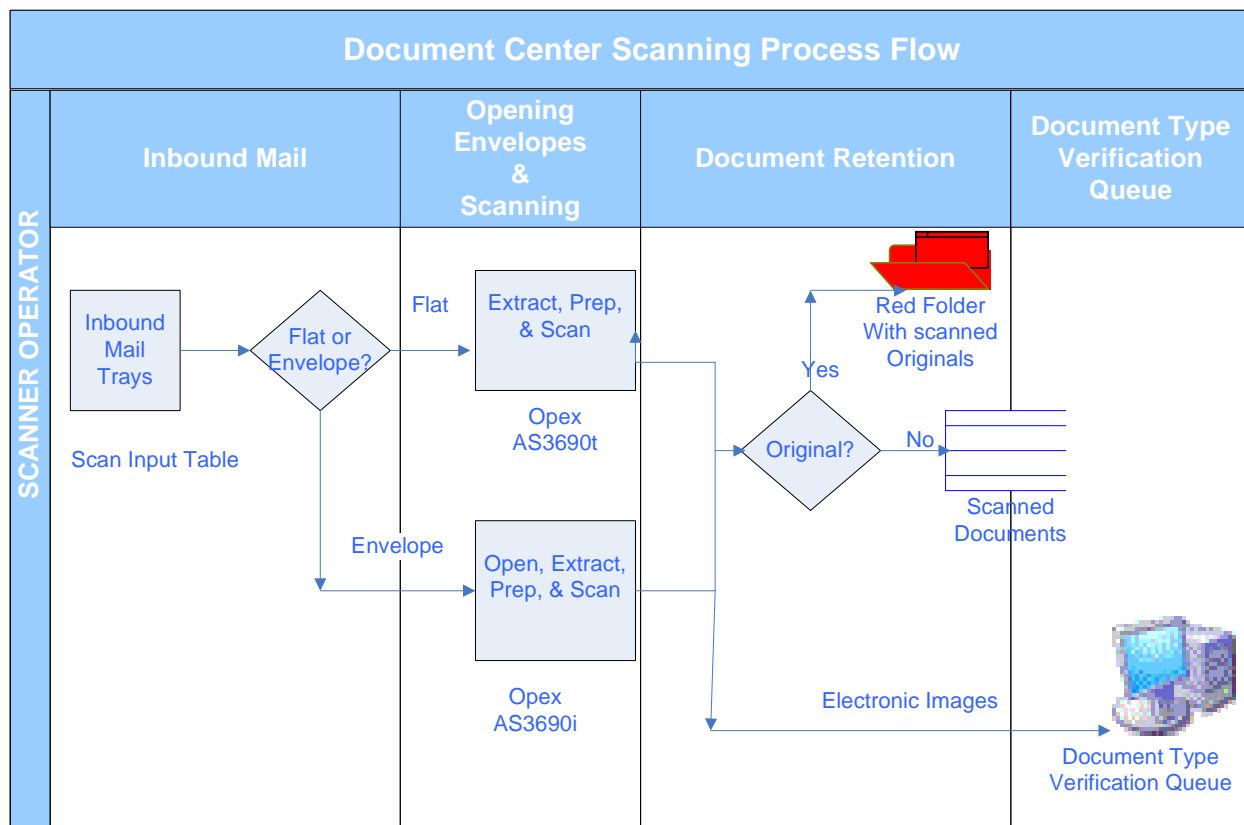 Document Center Scanning Process Flow
SCANNER OPERATOR
Inbound Mail
Opening
Envelopes
&
Scanning
Document Retention
Document Type
Verification
Queue
Inbound
Mail
Trays
Scan Input Table
Flat or
Envelope?
Flat
Envelope
Extract, Prep,
& Scan
Opex
AS3690t
Open, Extract,
Prep, & Scan
Opex
AS3690i
Original?
Yes
Red Folder
With scanned
Originals
No
Scanned
Documents
Electronic Images
Document Type
Verification Queue